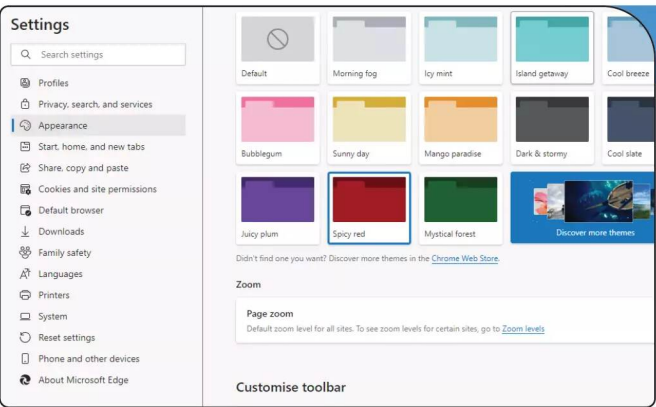 Settings
Search settings
Profiles
Privacy, search, and services
Appearance
Start, home, and new tabs
Share, copy and paste
Cookies and site permissions
Default browser
Downloads
Family safety
Languages
Printers
System
Reset settings
Phone and other devices
About Microsoft Edge
Default
Morning fog
Icy mint
Island getaway
Cool breeze
Bubblegum
Sunny day
Mango paradise
Dark & stormy
Cool slate
Juicy plum
Spicy red
Mystical forest
Discover more themes
Didn't find one you want? Discover more themes in the Chrome Web Store.
Zoom
Page zoom
Default zoom level for all sites. To see zoom levels for certain sites, go to Zoom levels
Customise toolbar